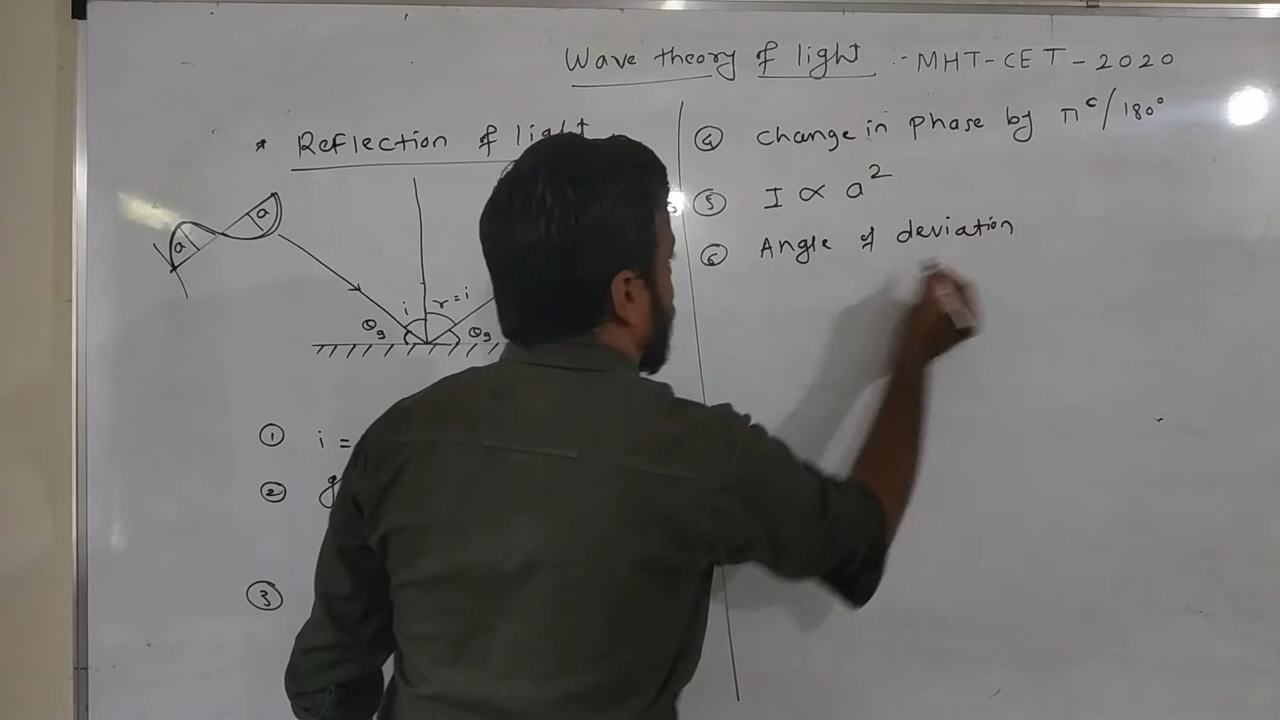 Wave theory of light :- MHT-CET-2020
* Reflection of light
a
a
i
r=i
θg
θg
① i =
②
③
④ change in phase by πᶜ/180°
⑤ I ∝ a²
⑥ Angle of deviation